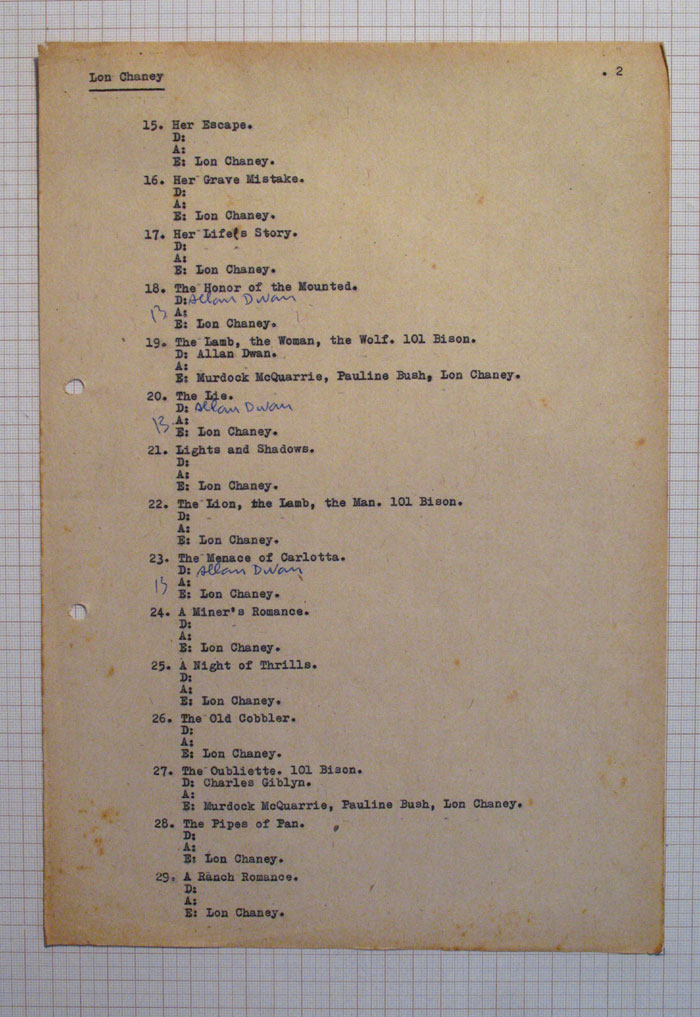 Lon Chaney
. 2
15. Her Escape.
D:
A:
E: Lon Chaney.
16. Her Grave Mistake.
D:
A:
E: Lon Chaney.
17. Her Life's Story.
D:
A:
E: Lon Chaney.
18. The Honor of the Mounted.
D: Allan Dwan
13 A:
E: Lon Chaney.
19. The Lamb, the Woman, the Wolf. 101 Bison.
D: Allan Dwan.
A:
E: Murdock McQuarrie, Pauline Bush, Lon Chaney.
20. The Lie.
D: Allan Dwan
13 A:
E: Lon Chaney.
21. Lights and Shadows.
D:
A:
E: Lon Chaney.
22. The Lion, the Lamb, the Man. 101 Bison.
D:
A:
E: Lon Chaney.
23. The Menace of Carlotta.
D: Allan Dwan
13 A:
E: Lon Chaney.
24. A Miner's Romance.
D:
A:
E: Lon Chaney.
25. A Night of Thrills.
D:
A:
E: Lon Chaney.
26. The Old Cobbler.
D:
A:
E: Lon Chaney.
27. The Oubliette. 101 Bison.
D: Charles Giblyn.
A:
E: Murdock McQuarrie, Pauline Bush, Lon Chaney.
28. The Pipes of Pan.
D:
A:
E: Lon Chaney.
29. A Ranch Romance.
D:
A:
E: Lon Chaney.